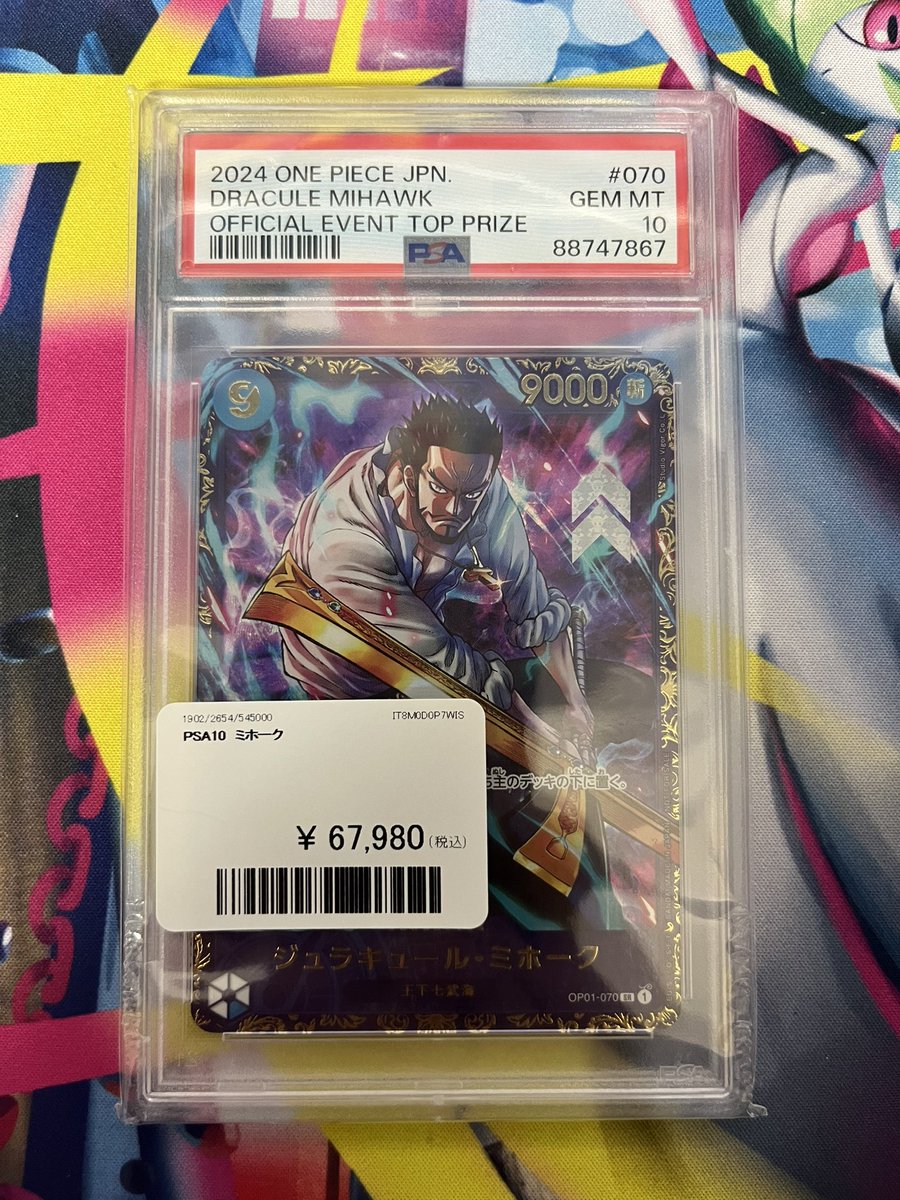 2024 ONE PIECE JPN. #070
DRACULE MIHAWK GEM MT
OFFICIAL EVENT TOP PRIZE 10
PSA 88747867
9 9000 斬
1902/2654/545000 IT8M0D0P7WIS
PSA10 ミホーク
主のデッキの下に置く。
¥ 67,980(税込)
ジュラキュール・ミホーク
王下七武海
OP01-070 SR 1
PSA